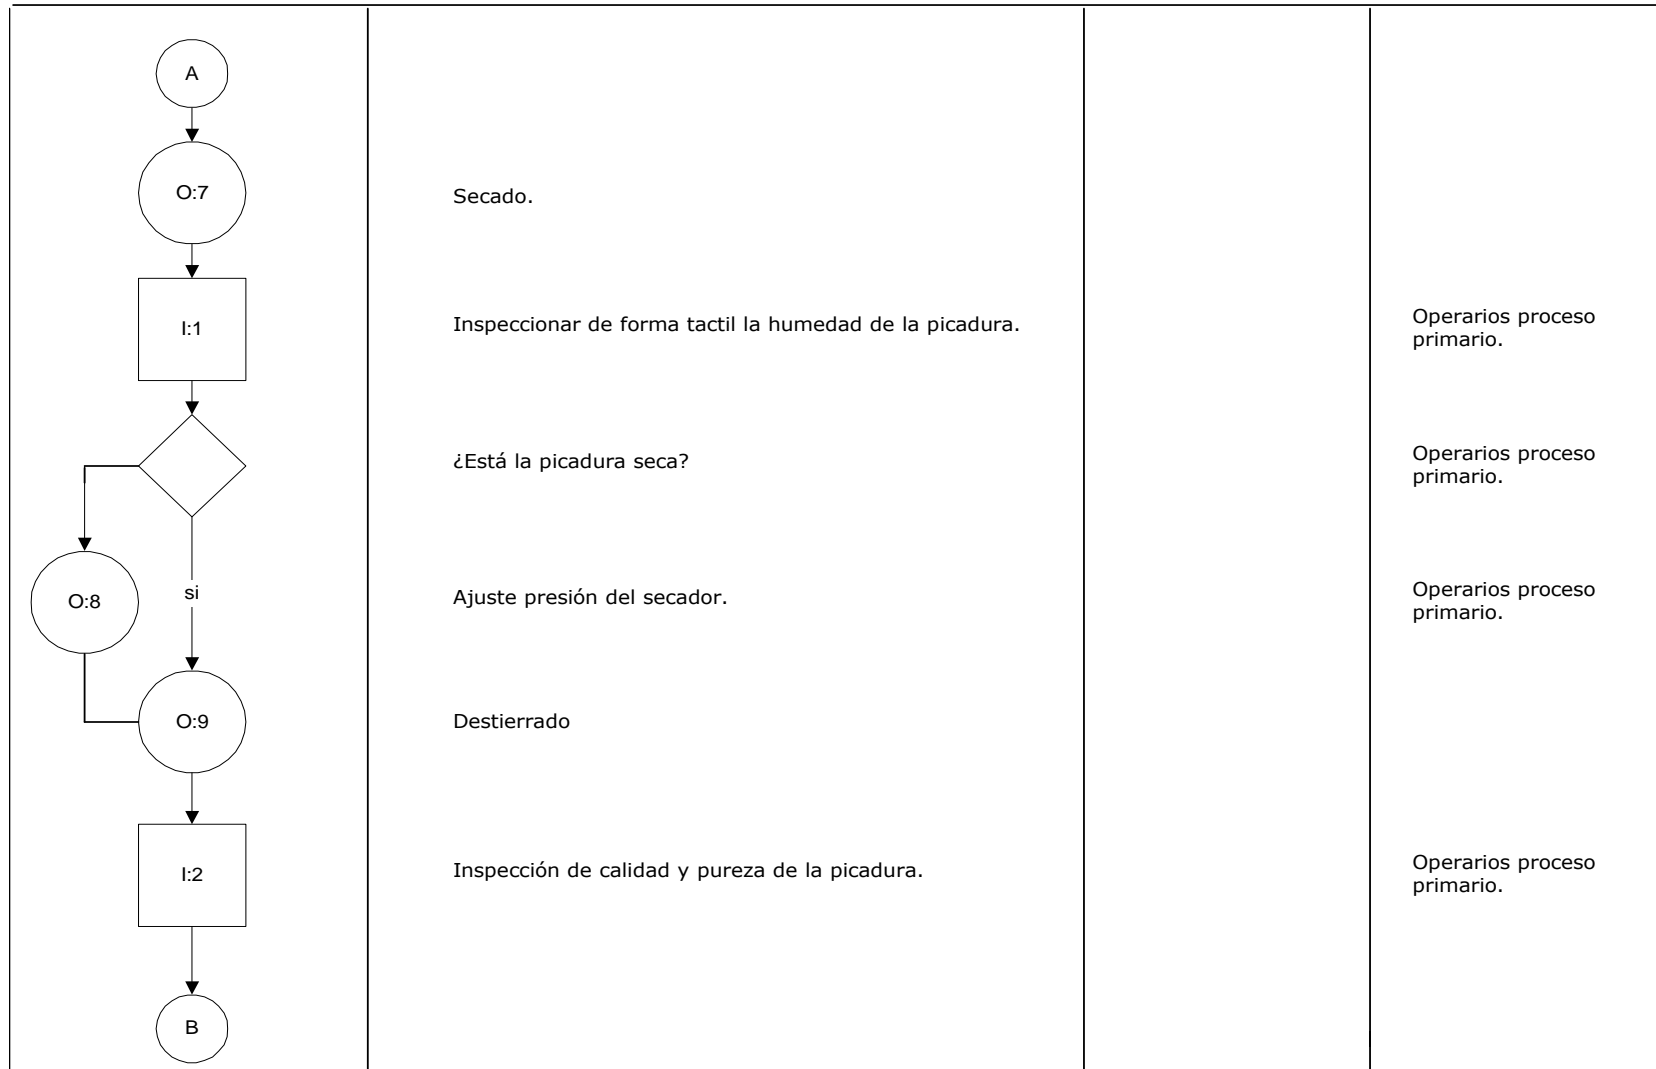 A
O:7
Secado.
I:1
Inspeccionar de forma tactil la humedad de la picadura.
Operarios proceso
primario.
¿Está la picadura seca?
Operarios proceso
primario.
O:8
si
Ajuste presión del secador.
Operarios proceso
primario.
O:9
Destierrado
I:2
Inspección de calidad y pureza de la picadura.
Operarios proceso
primario.
B